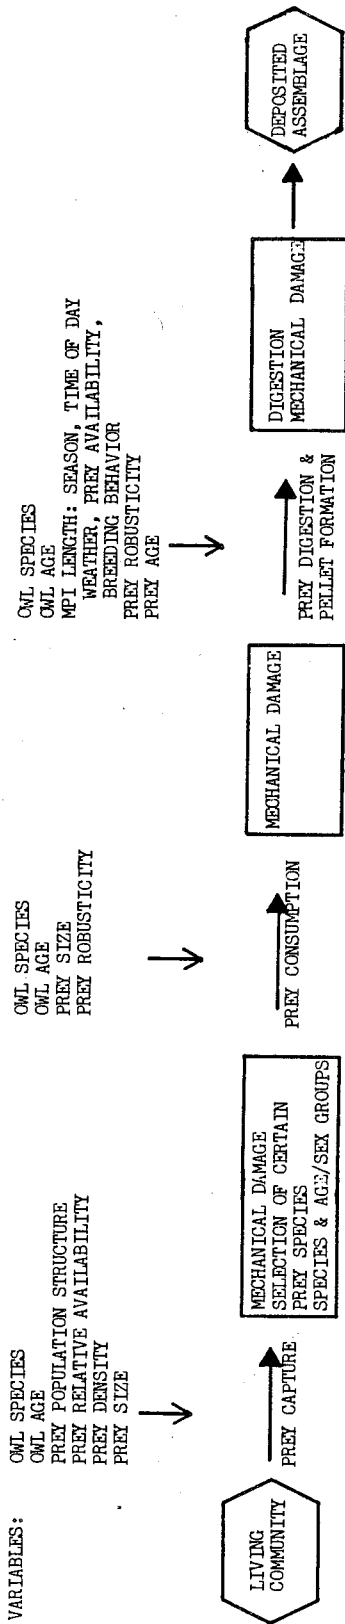 VARIABLES:
OWL SPECIES
OWL AGE
PREY POPULATION STRUCTURE
PREY RELATIVE AVAILABILITY
PREY DENSITY
PREY SIZE
OWL SPECIES
OWL AGE
PREY SIZE
PREY ROBUSTICITY
OWL SPECIES
OWL AGE
MPI LENGTH: SEASON, TIME OF DAY
WEATHER, PREY AVAILABILITY,
BREEDING BEHAVIOR
PREY ROBUSTICITY
PREY AGE
LIVING
COMMUNITY
PREY CAPTURE
MECHANICAL DAMAGE
SELECTION OF CERTAIN
PREY SPECIES
SPECIES & AGE/SEX GROUPS
PREY CONSUMPTION
MECHANICAL DAMAGE
PREY DIGESTION &
PELLET FORMATION
DIGESTION
MECHANICAL DAMAGE
DEPOSITED
ASSEMBLAGE